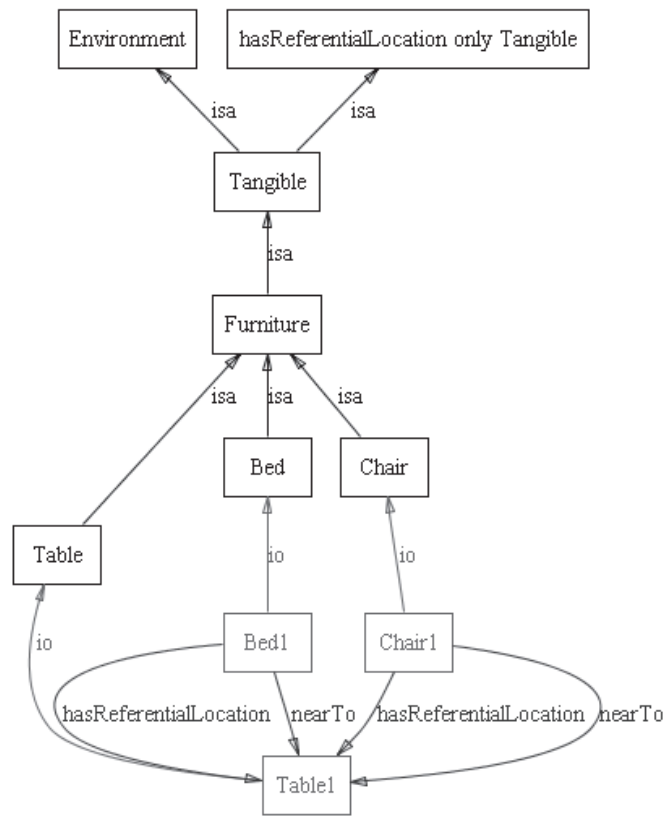 Environment
hasReferentialLocation only Tangible
isa
isa
Tangible
isa
Furniture
isa
isa
isa
Bed
Chair
Table
io
io
io
Bed1
Chair1
hasReferentialLocation
nearTo
hasReferentialLocation
nearTo
Table1